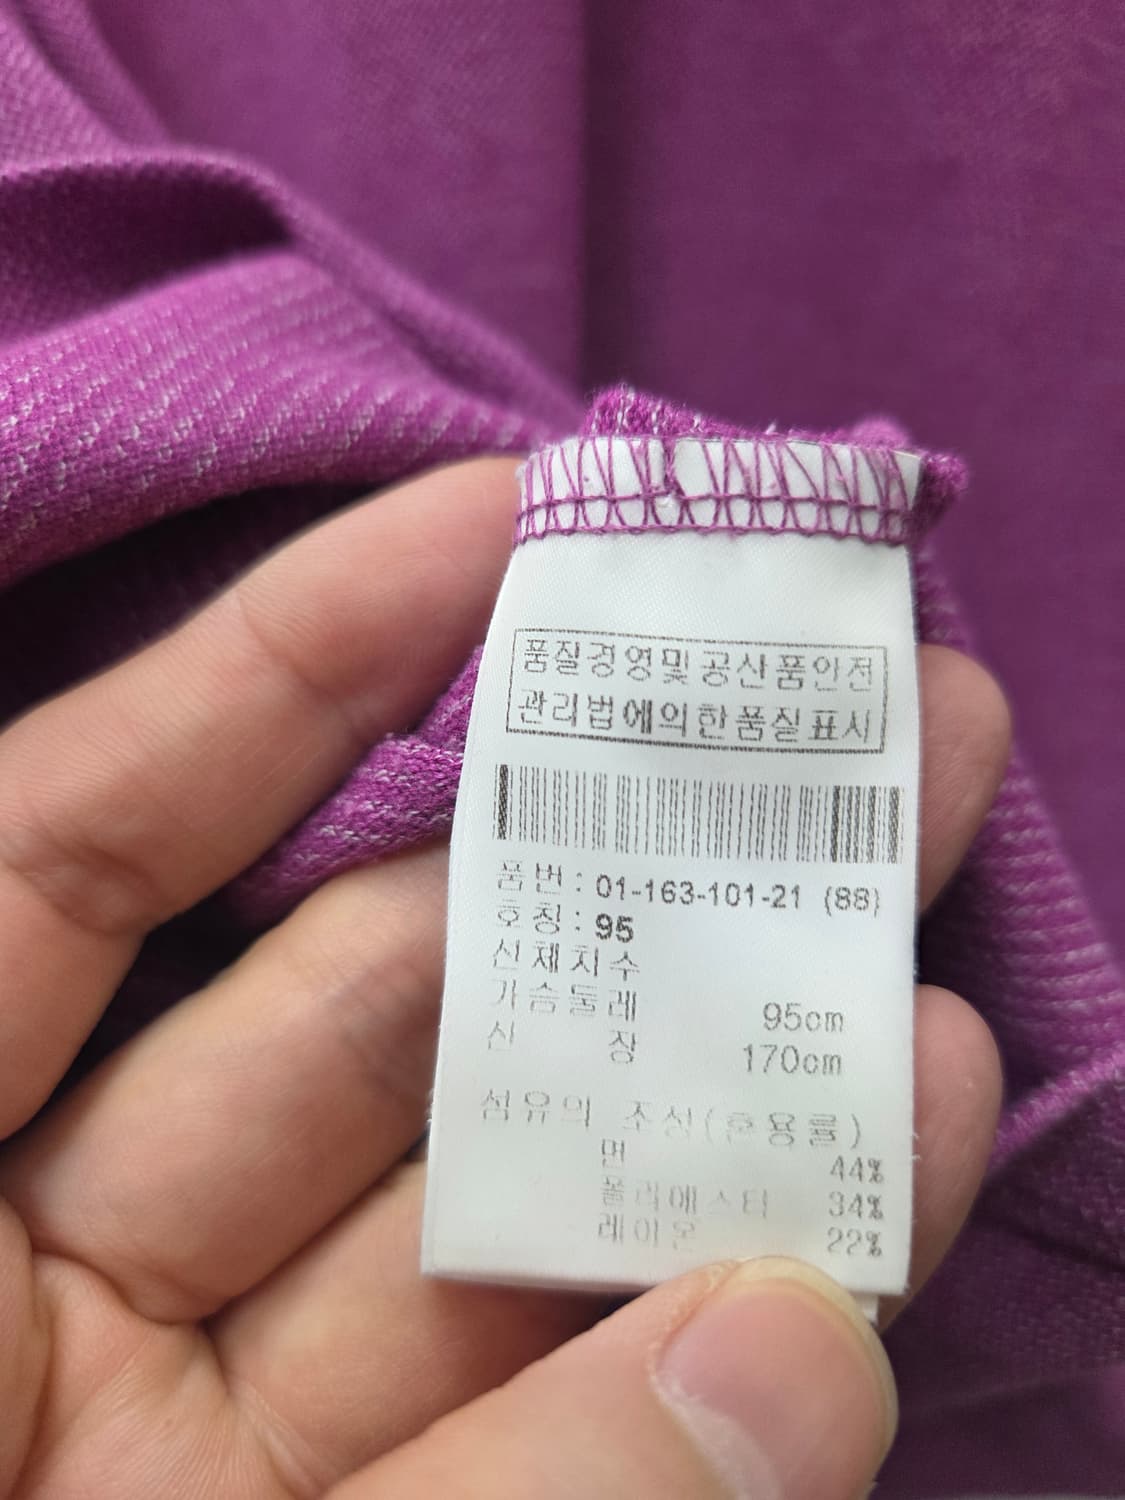 품질경영및공산품안전
관리법에의한품질표시
품번: 01-163-101-21 (88)
호칭: 95
신체치수
가슴둘레 95cm
신 장 170cm
섬유의 조성(혼용률)
면 44%
폴리에스터 34%
레이온 22%